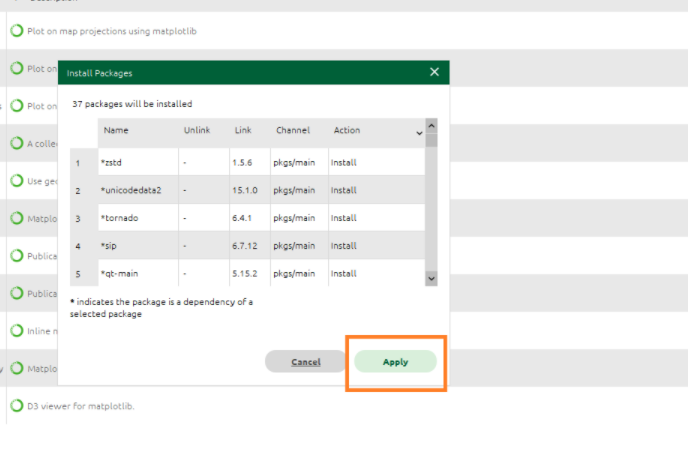 Description
Plot on map projections using matplotlib
Plot on
Install Packages
s Plot on
37 packages will be installed
Name Unlink Link Channel Action
A collec
1 *zstd - 1.5.6 pkgs/main Install
Use geo
2 *unicodedata2 - 15.1.0 pkgs/main Install
Matplo
3 *tornado - 6.4.1 pkgs/main Install
4 *sip - 6.7.12 pkgs/main Install
Publica
5 *qt-main - 5.15.2 pkgs/main Install
Publica
* indicates the package is a dependency of a
selected package
Inline m
y Matplo
Cancel Apply
D3 viewer for matplotlib.